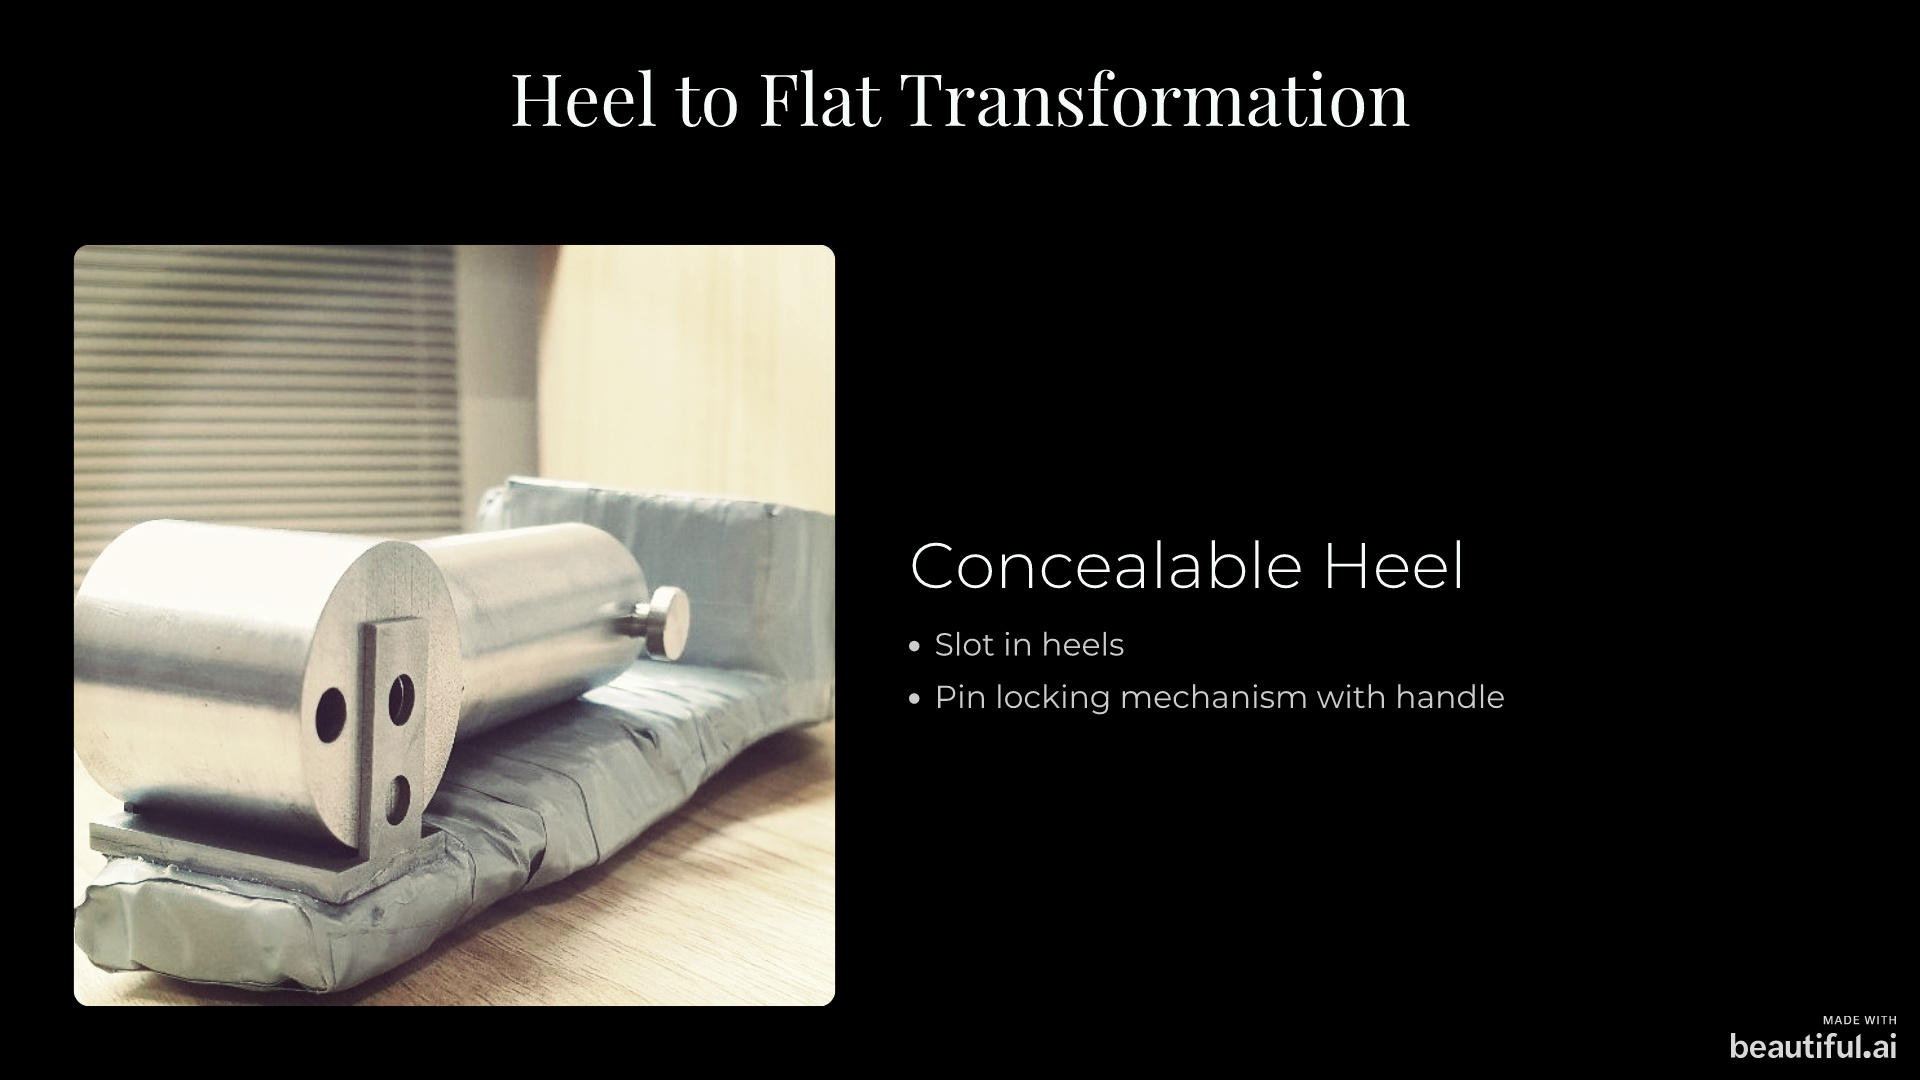 Heel to Flat Transformation
Concealable Heel
• Slot in heels
• Pin locking mechanism with handle
MADE WITH
beautiful.ai